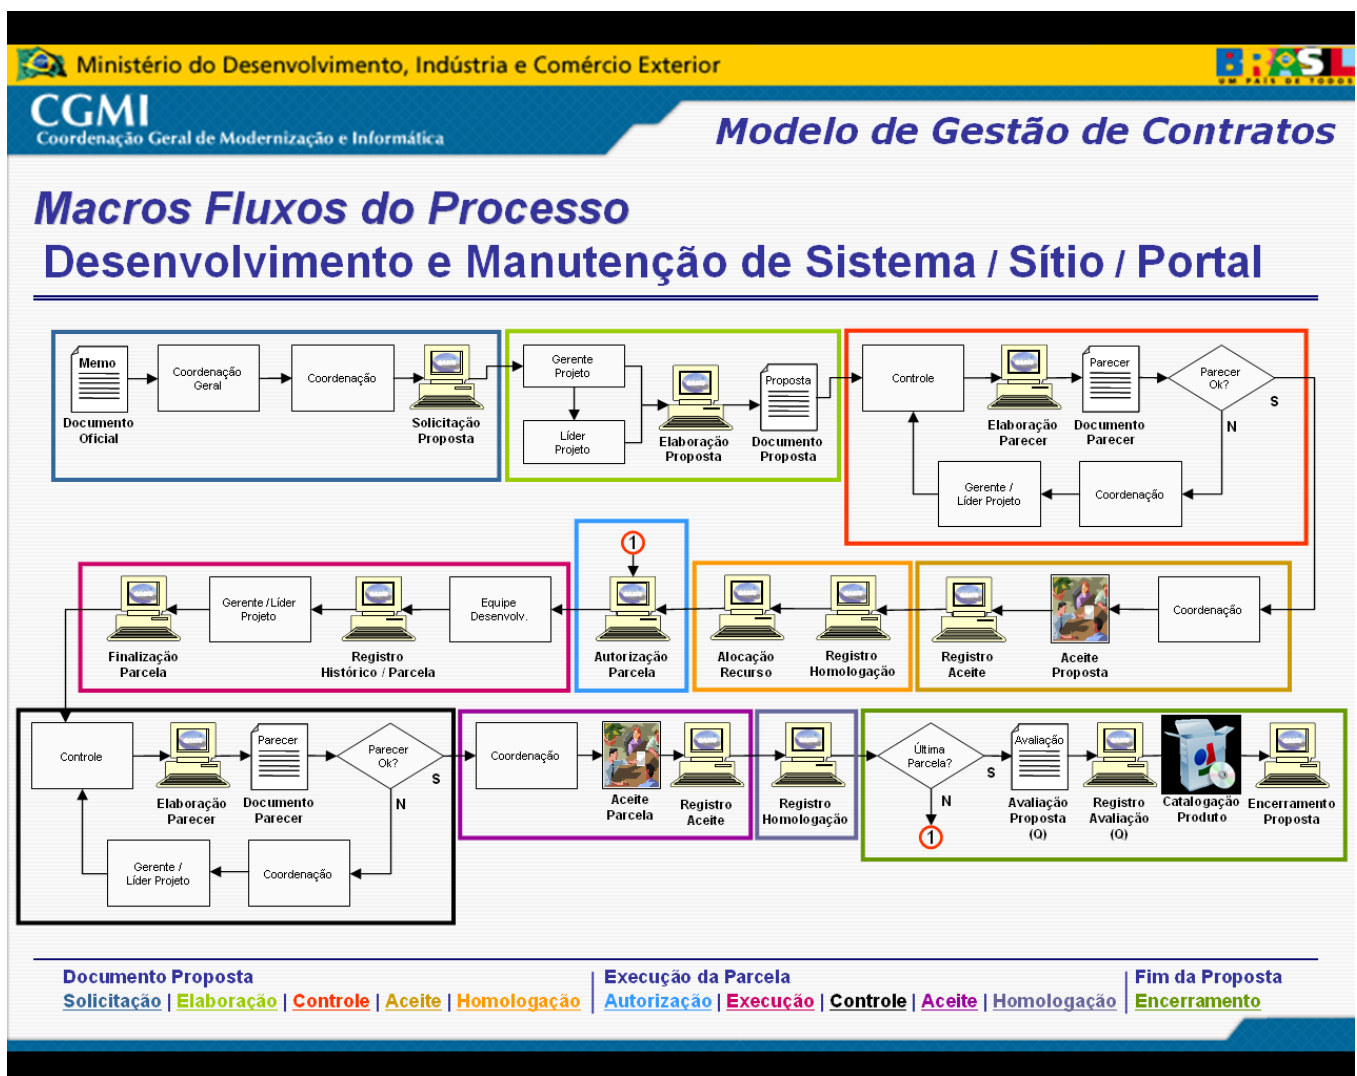 Ministério do Desenvolvimento, Indústria e Comércio Exterior
BRASIL
UM PAÍS DE TODOS
CGMI
Coordenação Geral de Modernização e Informática
Modelo de Gestão de Contratos
Macros Fluxos do Processo
Desenvolvimento e Manutenção de Sistema / Sítio / Portal
Memo
Documento
Oficial
Coordenação
Geral
Coordenação
Solicitação
Proposta
Gerente
Projeto
Líder
Projeto
Elaboração
Proposta
Proposta
Documento
Proposta
Controle
Elaboração
Parecer
Parecer
Documento
Parecer
Parecer
Ok?
S
N
Gerente /
Líder Projeto
Coordenação
Finalização
Parcela
Gerente /Líder
Projeto
Registro
Histórico / Parcela
Equipe
Desenvolv.
1
Autorização
Parcela
Alocação
Recurso
Registro
Homologação
Registro
Aceite
Aceite
Proposta
Coordenação
Controle
Elaboração
Parecer
Parecer
Documento
Parecer
Parecer
Ok?
S
N
Gerente /
Líder Projeto
Coordenação
Coordenação
Aceite
Parcela
Registro
Aceite
Registro
Homologação
Última
Parcela?
S
N
1
Avaliação
Avaliação
Proposta
(Q)
Registro
Avaliação
(Q)
Catalogação
Produto
Encerramento
Proposta
Documento Proposta
Solicitação | Elaboração | Controle | Aceite | Homologação
Execução da Parcela
Autorização | Execução | Controle | Aceite | Homologação
Fim da Proposta
Encerramento